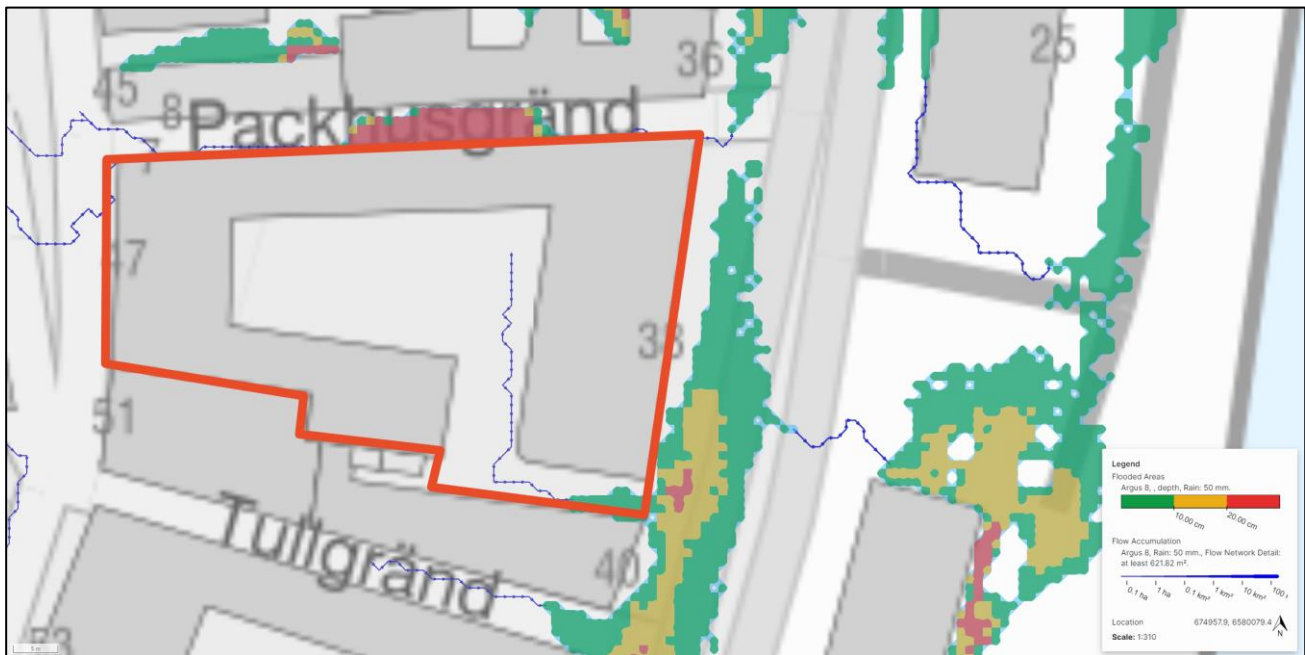 25
36
45
8
Packhusgränd
7
47
38
51
Tullgränd
40
Legend
Flooded Areas
Argus 8, , depth, Rain: 50 mm.
10.00 cm
20.00 cm
Flow Accumulation
Argus 8, Rain: 50 mm., Flow Network Detail:
at least 621.82 m².
0.1 ha
1 ha
0.1 km²
1 km²
10 km²
Location 674957.9, 6580079.4
N
Scale: 1:310
5 m